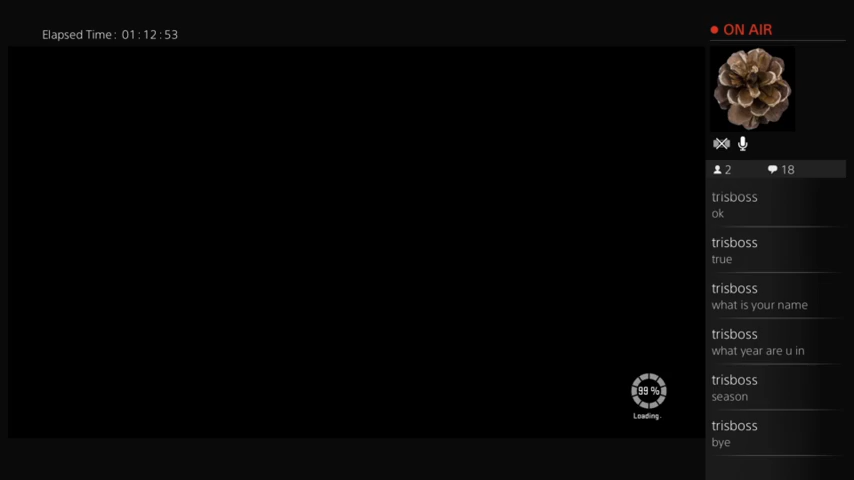 Elapsed Time: 01:12:53
ON AIR
2
18
trisboss
ok
trisboss
true
trisboss
what is your name
trisboss
what year are u in
trisboss
season
trisboss
bye
99 %
Loading.